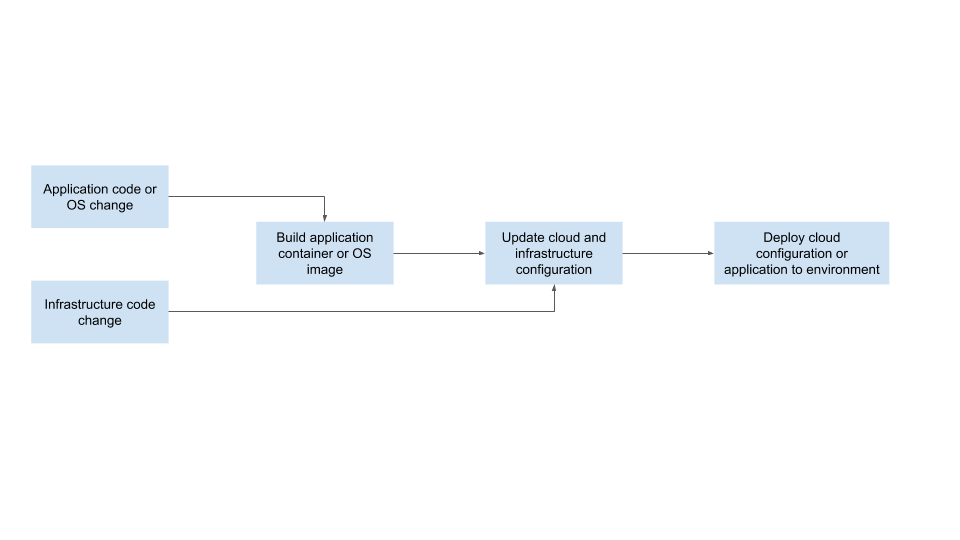 Application code or
OS change
Build application
container or OS
image
Update cloud and
infrastructure
configuration
Deploy cloud
configuration or
application to environment
Infrastructure code
change